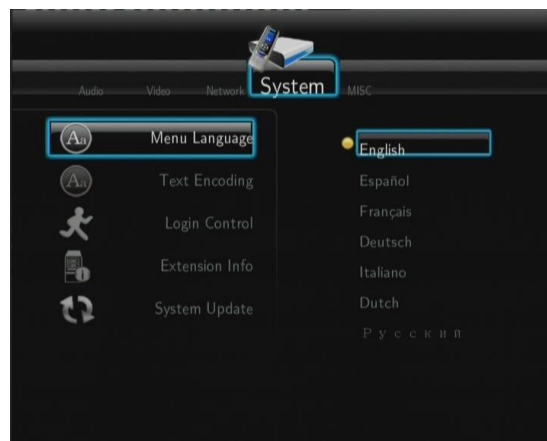 Audio Video Network System MISC
Menu Language
Text Encoding
Login Control
Extension Info
System Update
English
Español
Français
Deutsch
Italiano
Dutch
Русский